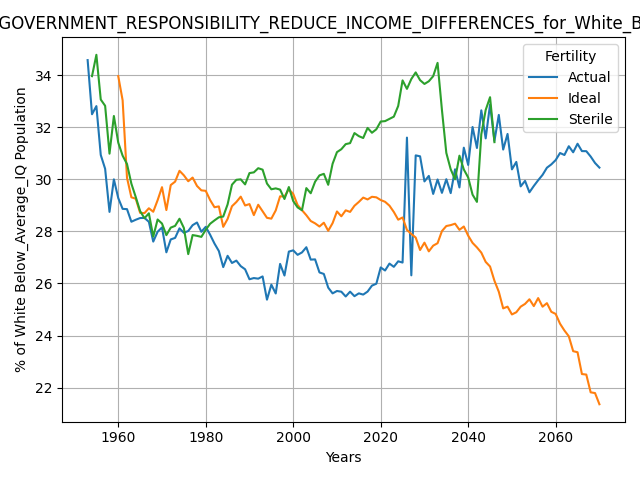 GOVERNMENT_RESPONSIBILITY_REDUCE_INCOME_DIFFERENCES_for_White_B
Fertility
Actual
Ideal
Sterile
% of White Below_Average_IQ Population
34
32
30
28
26
24
22
1960
1980
2000
2020
2040
2060
Years